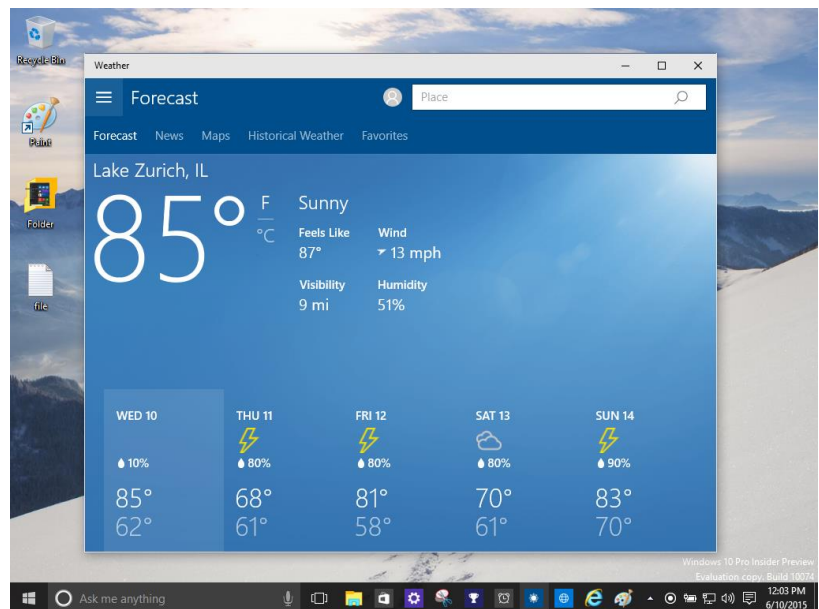 Recycle Bin
Paint
Folder
file
Weather
Forecast
Place
Forecast News Maps Historical Weather Favorites
Lake Zurich, IL
85° F
°C
Sunny
Feels Like Wind
87° 13 mph
Visibility Humidity
9 mi 51%
WED 10 THU 11 FRI 12 SAT 13 SUN 14
10% 80% 80% 80% 90%
85° 68° 81° 70° 83°
62° 61° 58° 61° 70°
Windows 10 Pro Insider Preview
Evaluation copy. Build 10074
Ask me anything
12:03 PM
6/10/2015